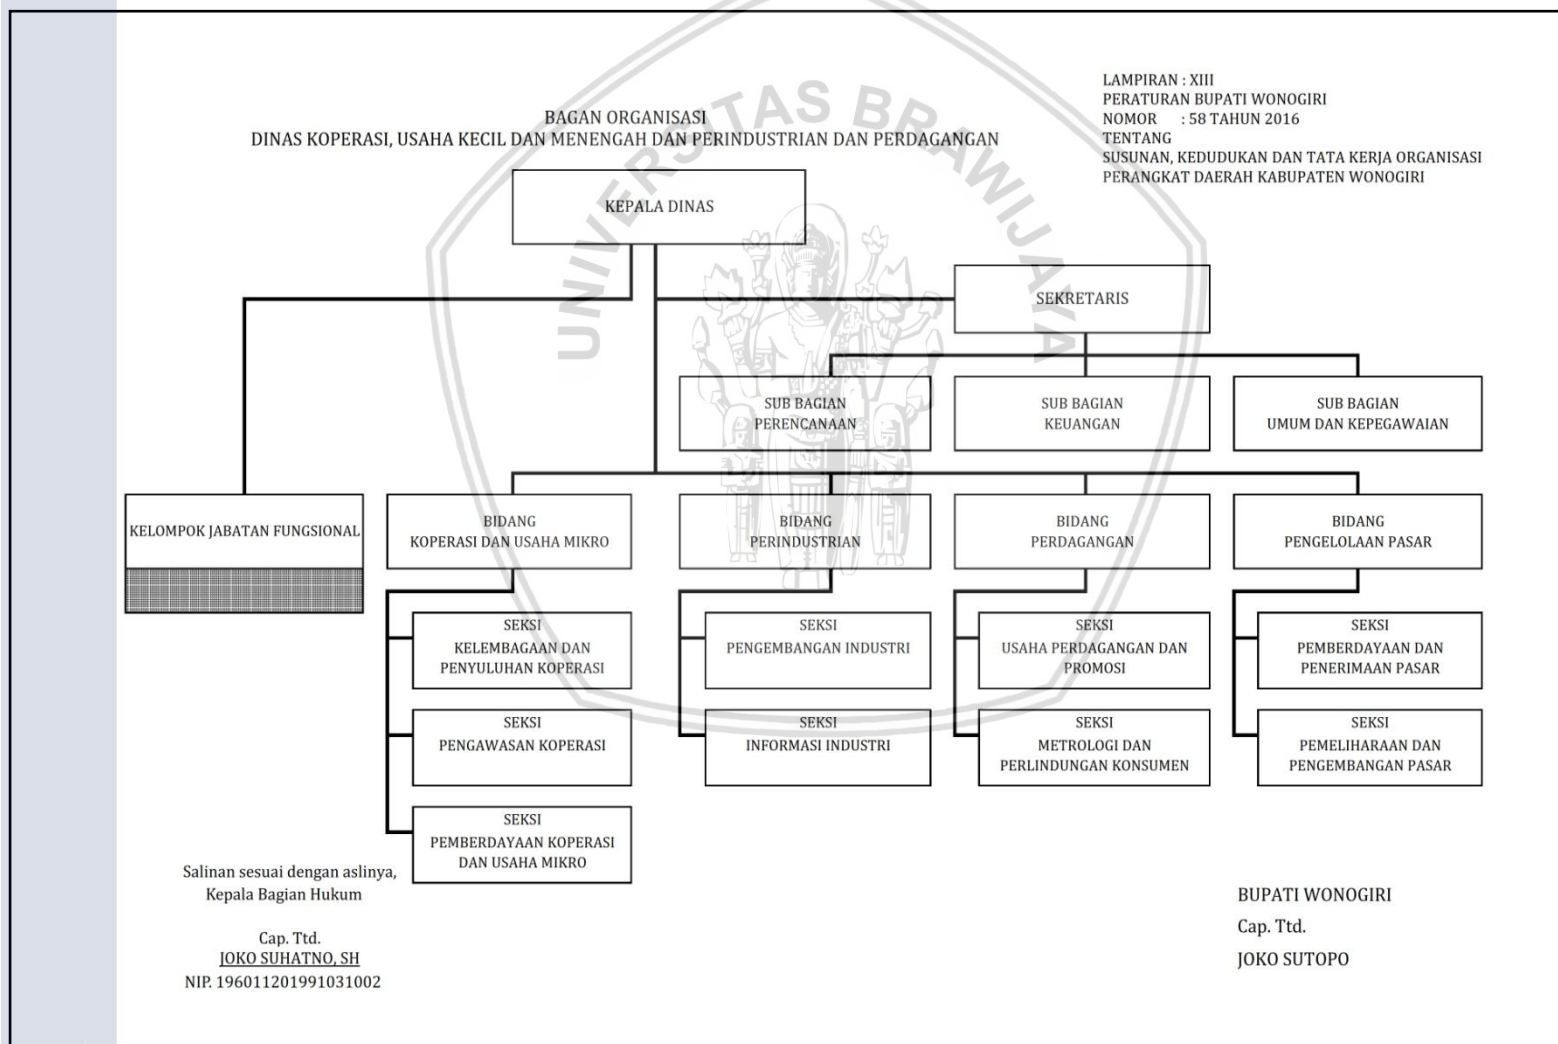 LAMPIRAN : XIII
PERATURAN BUPATI WONOGIRI
NOMOR : 58 TAHUN 2016
TENTANG
SUSUNAN, KEDUDUKAN DAN TATA KERJA ORGANISASI
PERANGKAT DAERAH KABUPATEN WONOGIRI
BAGAN ORGANISASI
DINAS KOPERASI, USAHA KECIL DAN MENENGAH DAN PERINDUSTRIAN DAN PERDAGANGAN
UNIVERSITAS BRAWIJAYA
KEPALA DINAS
SEKRETARIS
SUB BAGIAN
PERENCANAAN
SUB BAGIAN
KEUANGAN
SUB BAGIAN
UMUM DAN KEPEGAWAIAN
KELOMPOK JABATAN FUNGSIONAL
BIDANG
KOPERASI DAN USAHA MIKRO
BIDANG
PERINDUSTRIAN
BIDANG
PERDAGANGAN
BIDANG
PENGELOLAAN PASAR
SEKSI
KELEMBAGAAN DAN
PENYULUHAN KOPERASI
SEKSI
PENGEMBANGAN INDUSTRI
SEKSI
USAHA PERDAGANGAN DAN
PROMOSI
SEKSI
PEMBERDAYAAN DAN
PENERIMAAN PASAR
SEKSI
PENGAWASAN KOPERASI
SEKSI
INFORMASI INDUSTRI
SEKSI
METROLOGI DAN
PERLINDUNGAN KONSUMEN
SEKSI
PEMELIHARAAN DAN
PENGEMBANGAN PASAR
SEKSI
PEMBERDAYAAN KOPERASI
DAN USAHA MIKRO
Salinan sesuai dengan aslinya,
Kepala Bagian Hukum
Cap. Ttd.
JOKO SUHATNO, SH
NIP. 196011201991031002
BUPATI WONOGIRI
Cap. Ttd.
JOKO SUTOPO